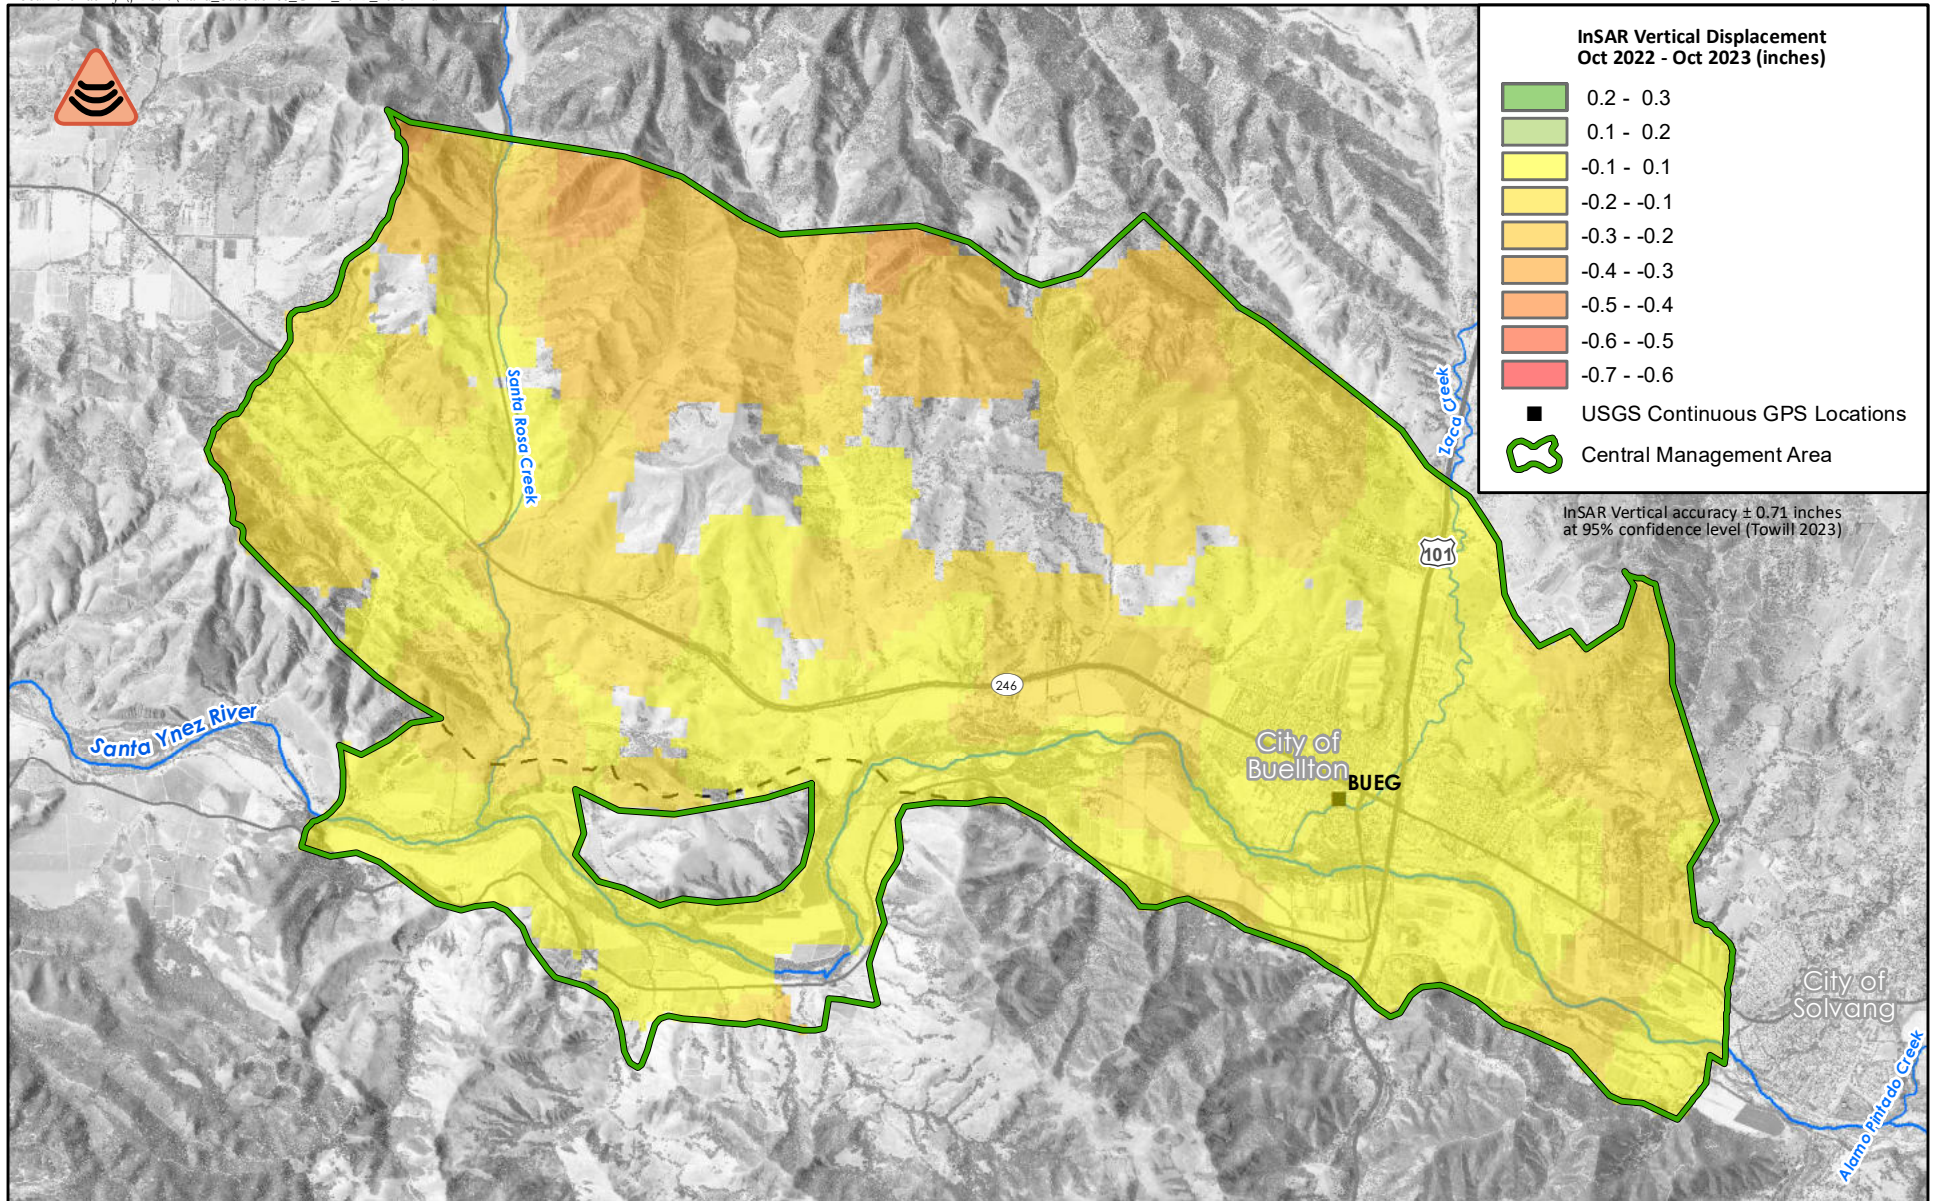 InSAR Vertical Displacement
Oct 2022 - Oct 2023 (inches)
0.2 - 0.3
0.1 - 0.2
-0.1 - 0.1
-0.2 - -0.1
-0.3 - -0.2
-0.4 - -0.3
-0.5 - -0.4
-0.6 - -0.5
-0.7 - -0.6
USGS Continuous GPS Locations
Central Management Area
InSAR Vertical accuracy ± 0.71 inches
at 95% confidence level (Towill 2023)
Santa Rosa Creek
Zaca Creek
101
246
Santa Ynez River
City of
Buellton
BUEG
City of
Solvang
Alamo Pintado Creek